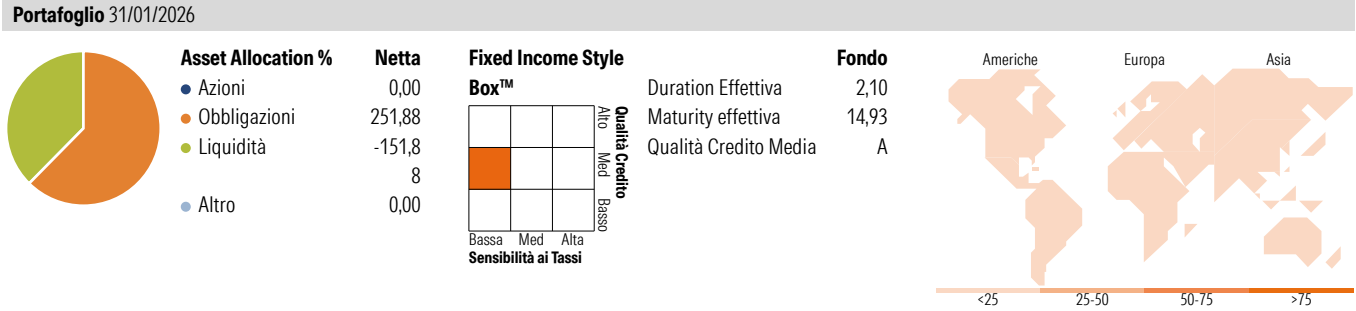 Portafoglio 31/01/2026
Asset Allocation % Netta
Azioni 0,00
Obbligazioni 251,88
Liquidità -151,8
8
Altro 0,00
Fixed Income Style
Box™
Alto Med Basso
Qualità Credito
Bassa Med Alta
Sensibilità ai Tassi
Fondo
Duration Effettiva 2,10
Maturity effettiva 14,93
Qualità Credito Media A
Americhe Europa Asia
<25 25-50 50-75 >75